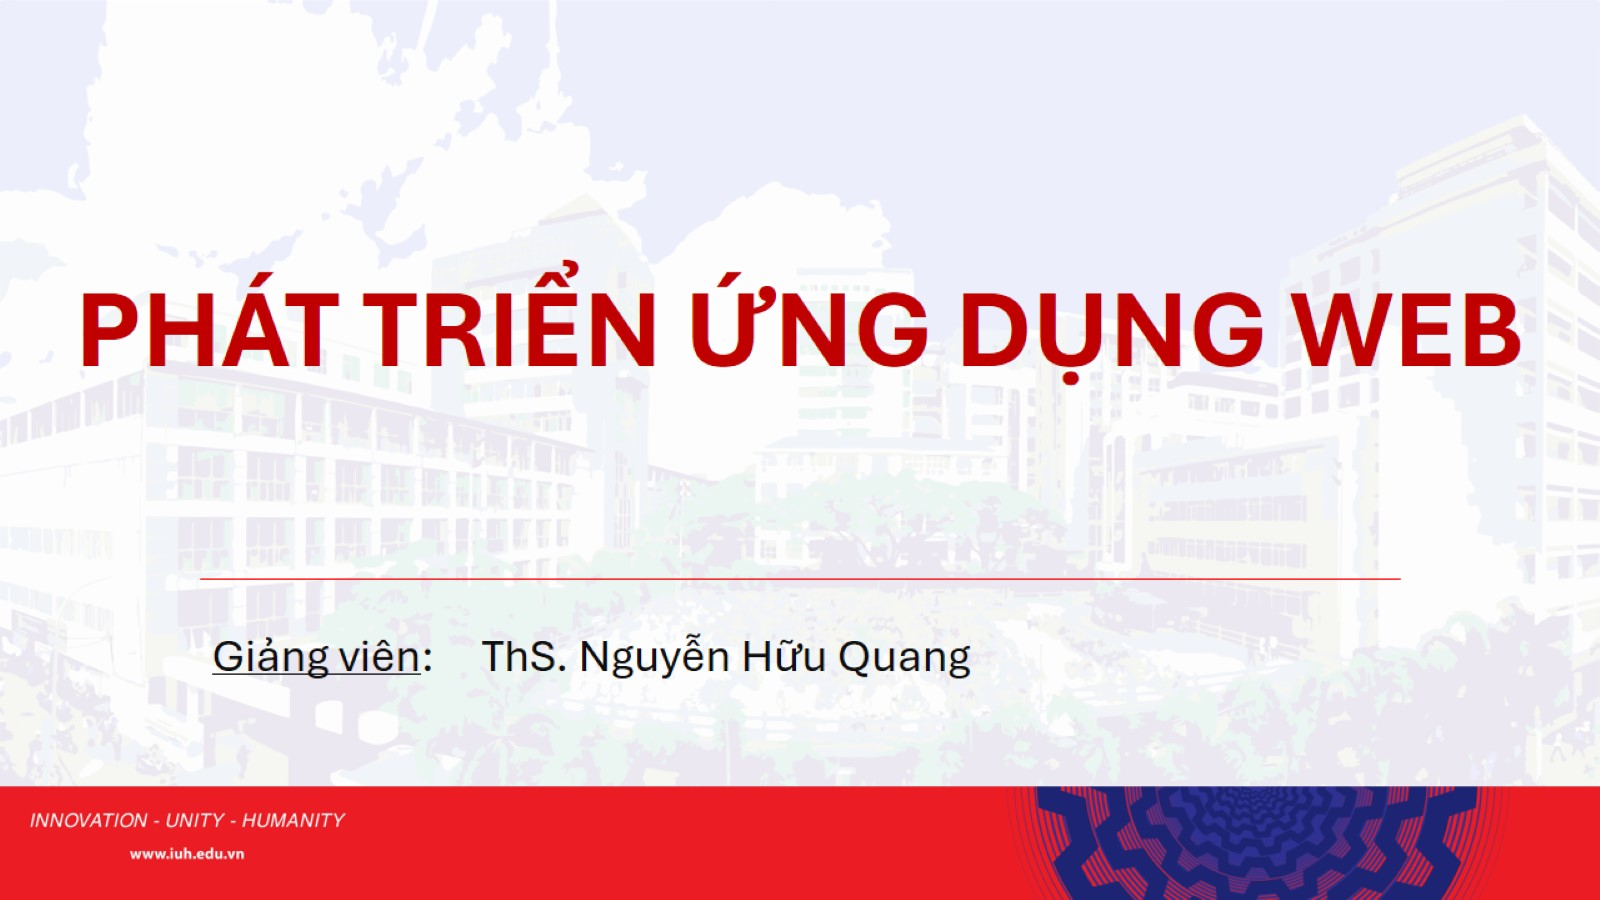 PHÁT TRIỂN ỨNG DỤNG WEB
Giảng viên: ThS. Nguyễn Hữu Quang
INNOVATION - UNITY - HUMANITY
www.iuh.edu.vn